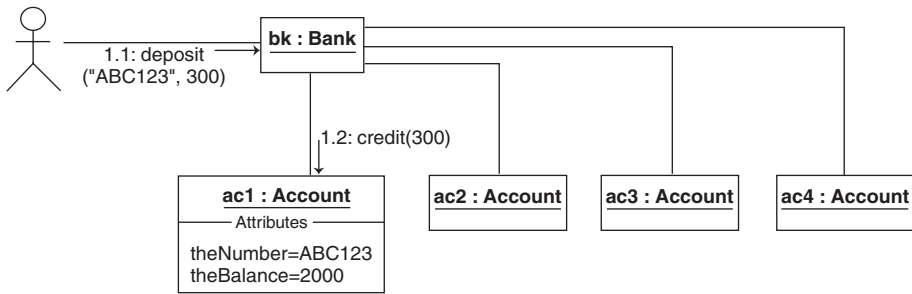 bk : Bank
1.1: deposit
("ABC123", 300)
1.2: credit(300)
ac1 : Account
Attributes
theNumber=ABC123
theBalance=2000
ac2 : Account
ac3 : Account
ac4 : Account